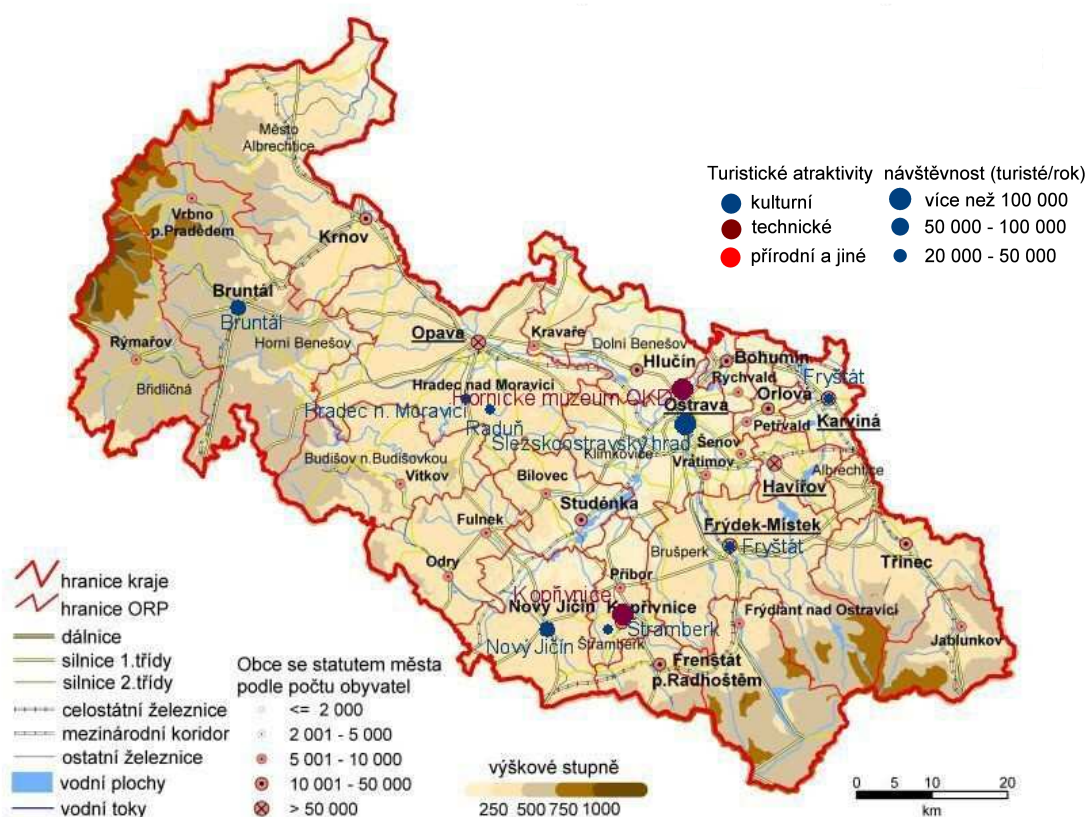 Město
Albrechtice
Turistické atraktivity
návštěvnost (turisté/rok)
kulturní
více než 100 000
technické
50 000 - 100 000
přírodní a jiné
20 000 - 50 000
Vrbno
p.Pradědem
Krnov
Bruntál
Bruntál
Horní Benešov
Rýmařov
Břidličná
Opava
Kravaře
Dolní Benešov
Hlučín
Bohumín
Rychvald
Fryštát
Orlová
Hradec nad Moravicí
Hornické muzeum OKD
Ostrava
Hradec n. Moravicí
Raduň
Petřvald
Karviná
Slezskoostravský hrad
Šenov
Klimkovice
Vratimov
Albrechtice
Budišov n.Budišovkou
Vítkov
Bílovec
Havířov
Studénka
Fulnek
Frýdek-Místek
Fryštát
Brušperk
Odry
Třinec
Příbor
Kopřivnice
Nový Jičín
Kopřivnice
Frýdlant nad Ostravicí
Stramberk
Nový Jičín
Štramberk
Jablunkov
Frenštát
p.Radhoštěm
hranice kraje
hranice ORP
dálnice
silnice 1.třídy
silnice 2.třídy
celostátní železnice
mezinárodní koridor
ostatní železnice
vodní plochy
vodní toky
Obce se statutem města
podle počtu obyvatel
<= 2 000
2 001 - 5 000
5 001 - 10 000
10 001 - 50 000
> 50 000
výškové stupně
250 500 750 1000
0 5 10 20
km